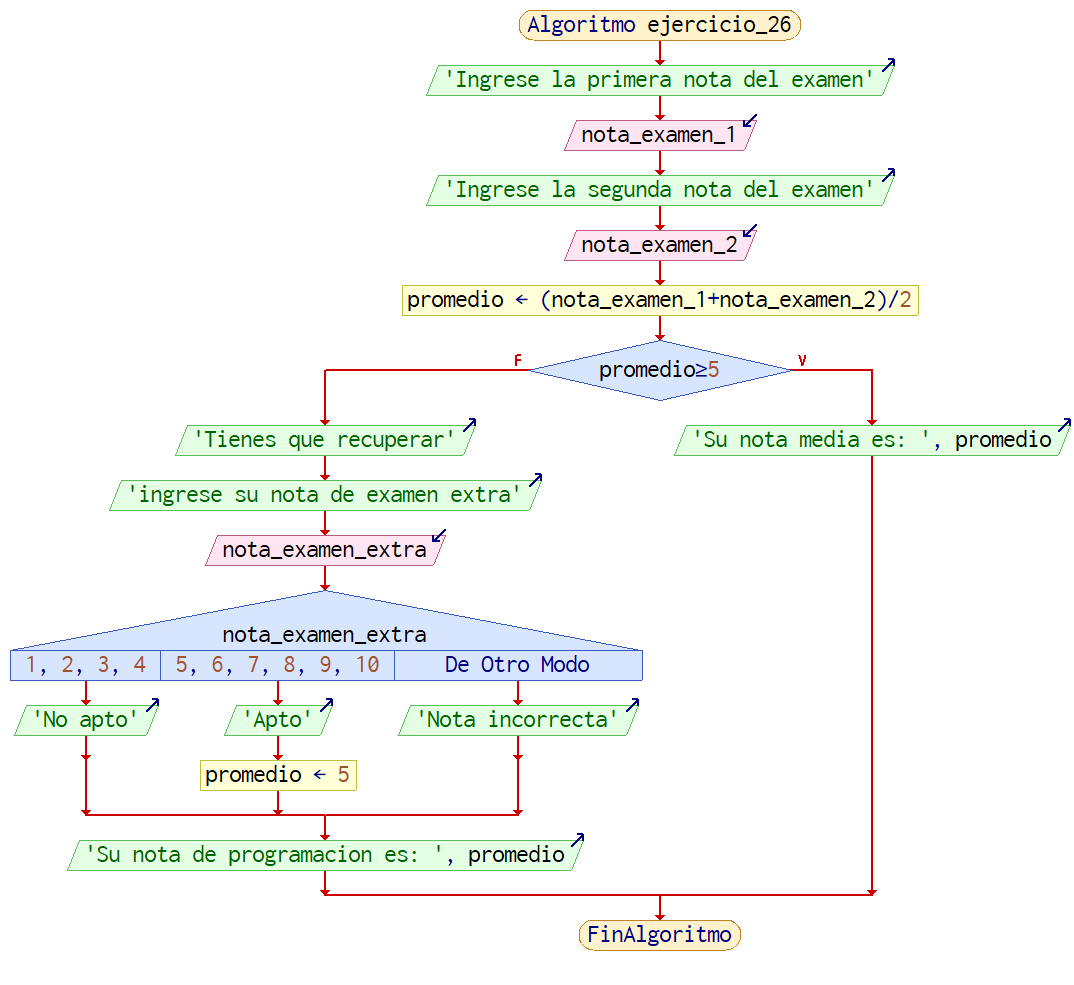 Algoritmo ejercicio_26
'Ingrese la primera nota del examen'
nota_examen_1
'Ingrese la segunda nota del examen'
nota_examen_2
promedio ← (nota_examen_1+nota_examen_2)/2
F
V
promedio≥5
'Tienes que recuperar'
'Su nota media es: ', promedio
'ingrese su nota de examen extra'
nota_examen_extra
nota_examen_extra
1, 2, 3, 4
5, 6, 7, 8, 9, 10
De Otro Modo
'No apto'
'Apto'
'Nota incorrecta'
promedio ← 5
'Su nota de programacion es: ', promedio
FinAlgoritmo